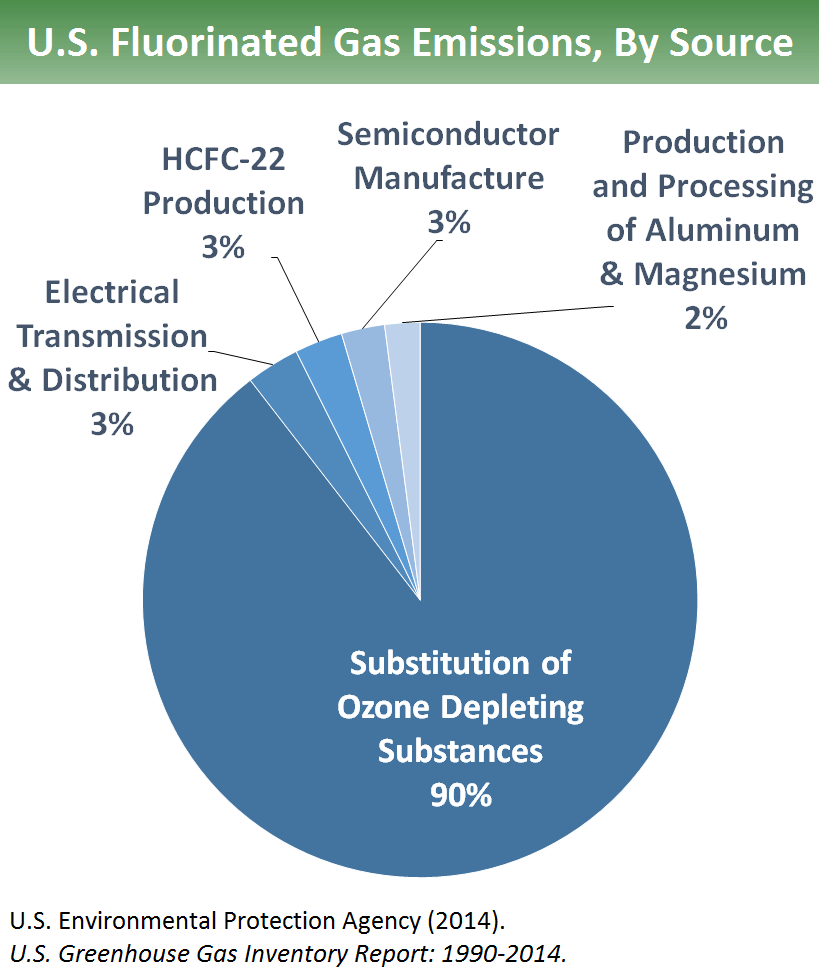 U.S. Fluorinated Gas Emissions, By Source
Semiconductor
Manufacture
3%
Production
and Processing
of Aluminum
& Magnesium
2%
HCFC-22
Production
3%
Electrical
Transmission
& Distribution
3%
Substitution of
Ozone Depleting
Substances
90%
U.S. Environmental Protection Agency (2014).
U.S. Greenhouse Gas Inventory Report: 1990-2014.